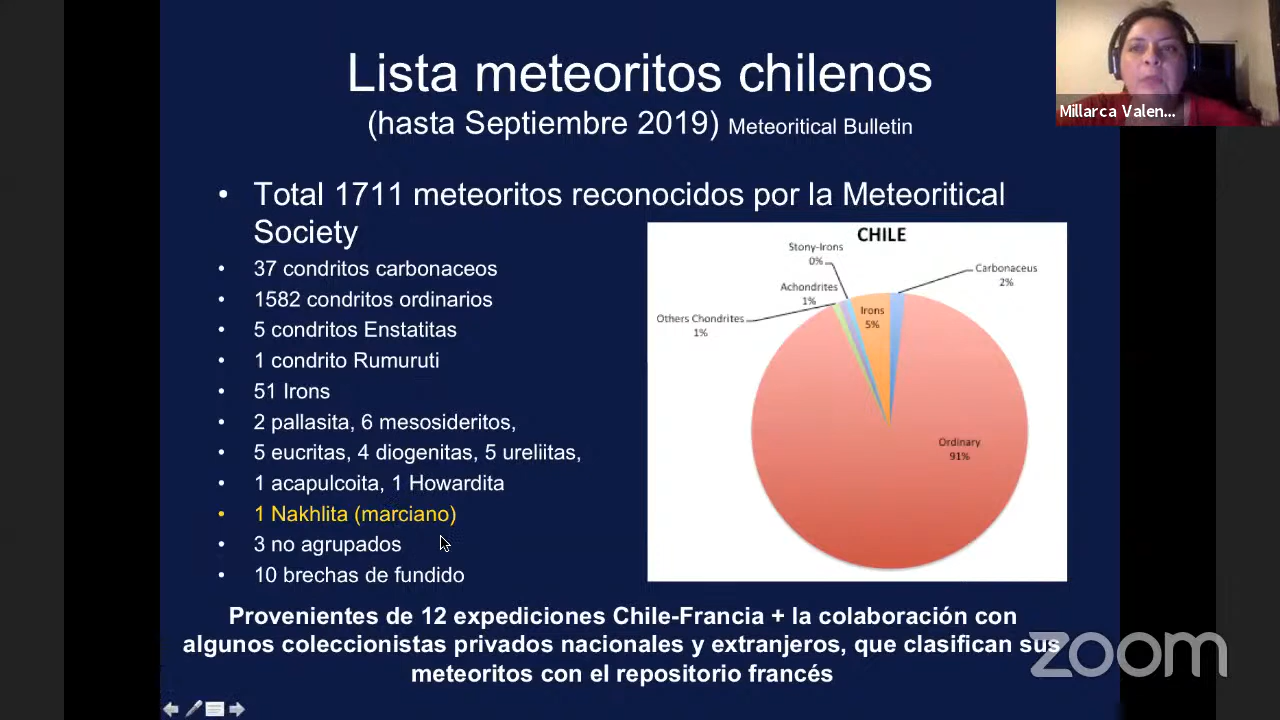 Lista meteoritos chilenos
(hasta Septiembre 2019) Meteoritical Bulletin
Millarca Valen...
• Total 1711 meteoritos reconocidos por la Meteoritical
Society
• 37 condritos carbonaceos
• 1582 condritos ordinarios
• 5 condritos Enstatitas
• 1 condrito Rumuruti
• 51 Irons
• 2 pallasita, 6 mesosideritos,
• 5 eucritas, 4 diogenitas, 5 ureliitas,
• 1 acapulcoita, 1 Howardita
• 1 Nakhlita (marciano)
• 3 no agrupados
• 10 brechas de fundido
CHILE
Stony-Irons
0%
Carbonaceus
2%
Achondrites
1%
Irons
5%
Others Chondrites
1%
Ordinary
91%
Provenientes de 12 expediciones Chile-Francia + la colaboración con
algunos coleccionistas privados nacionales y extranjeros, que clasifican sus
meteoritos con el repositorio francés
zoom